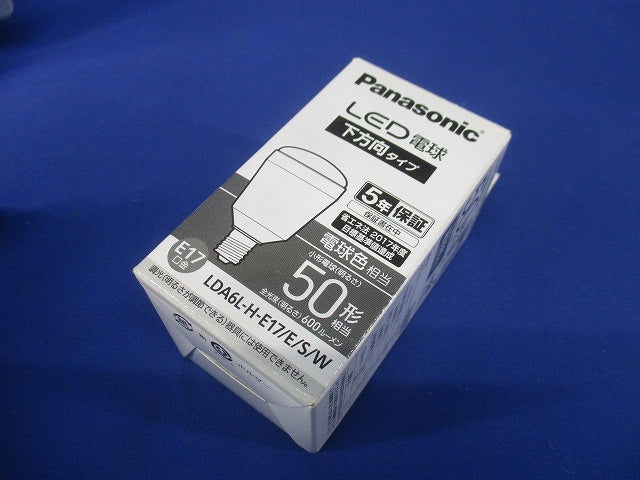 Panasonic
LED電球
下方向タイプ
5年 保証
保証書在中
省エネ法 2017年度
目標基準値達成
電球色相当
小形電球(明るさ)
50形相当
全光束(明るさ) 600ルーメン
E17
口金
LDA6L-H-E17/E/S/W
調光(明るさが調節できる)器具には使用できません。